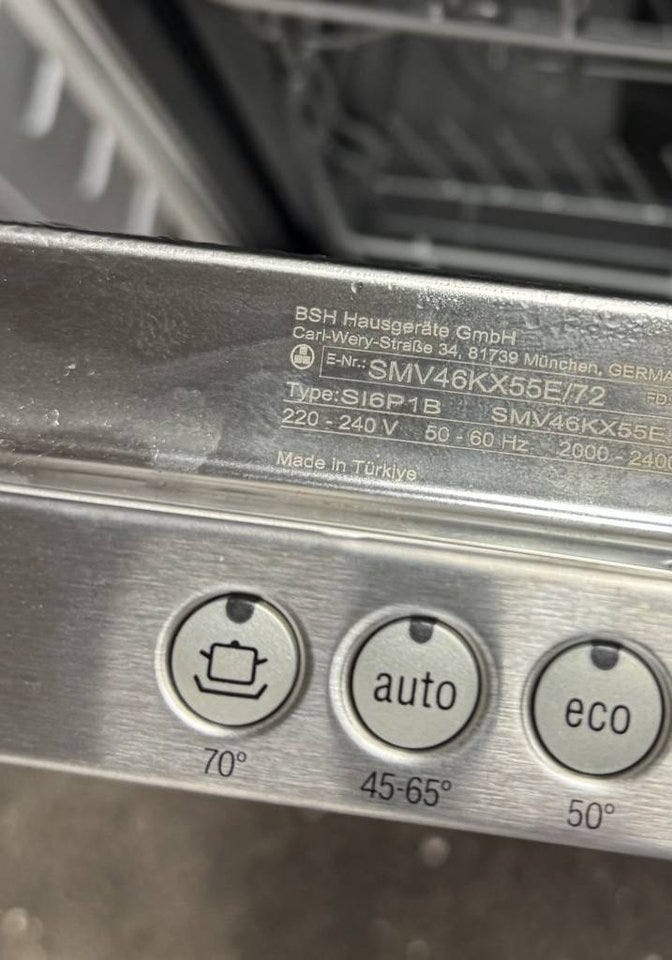 BSH Hausgeräte GmbH
Carl-Wery-Straße 34, 81739 München, GERMA
E-Nr.: SMV46KX55E/72 FD
Type: SI6P1B SMV46KX55E
220 - 240 V 50 - 60 Hz 2000 - 2400
Made in Türkiye
auto
eco
70°
45-65°
50°